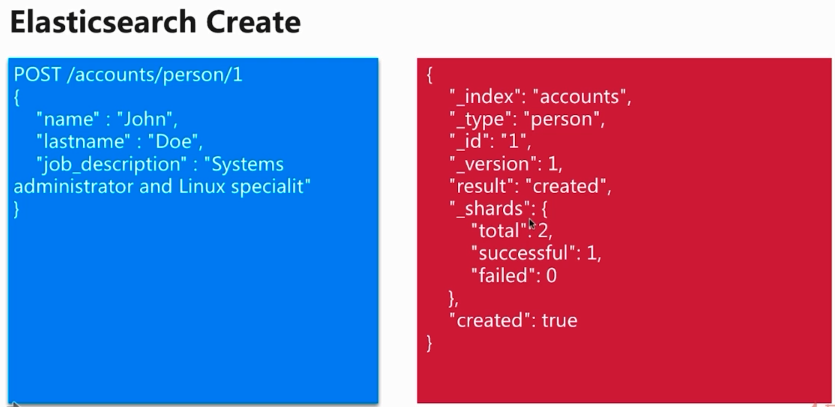 Elasticsearch Create
POST /accounts/person/1
{
"name" : "John",
"lastname" : "Doe",
"job_description" : "Systems
administrator and Linux specialit"
}
{
"_index": "accounts",
"_type": "person",
"_id": "1",
"_version": 1,
"result": "created",
"_shards": {
"total": 2,
"successful": 1,
"failed": 0
},
"created": true
}